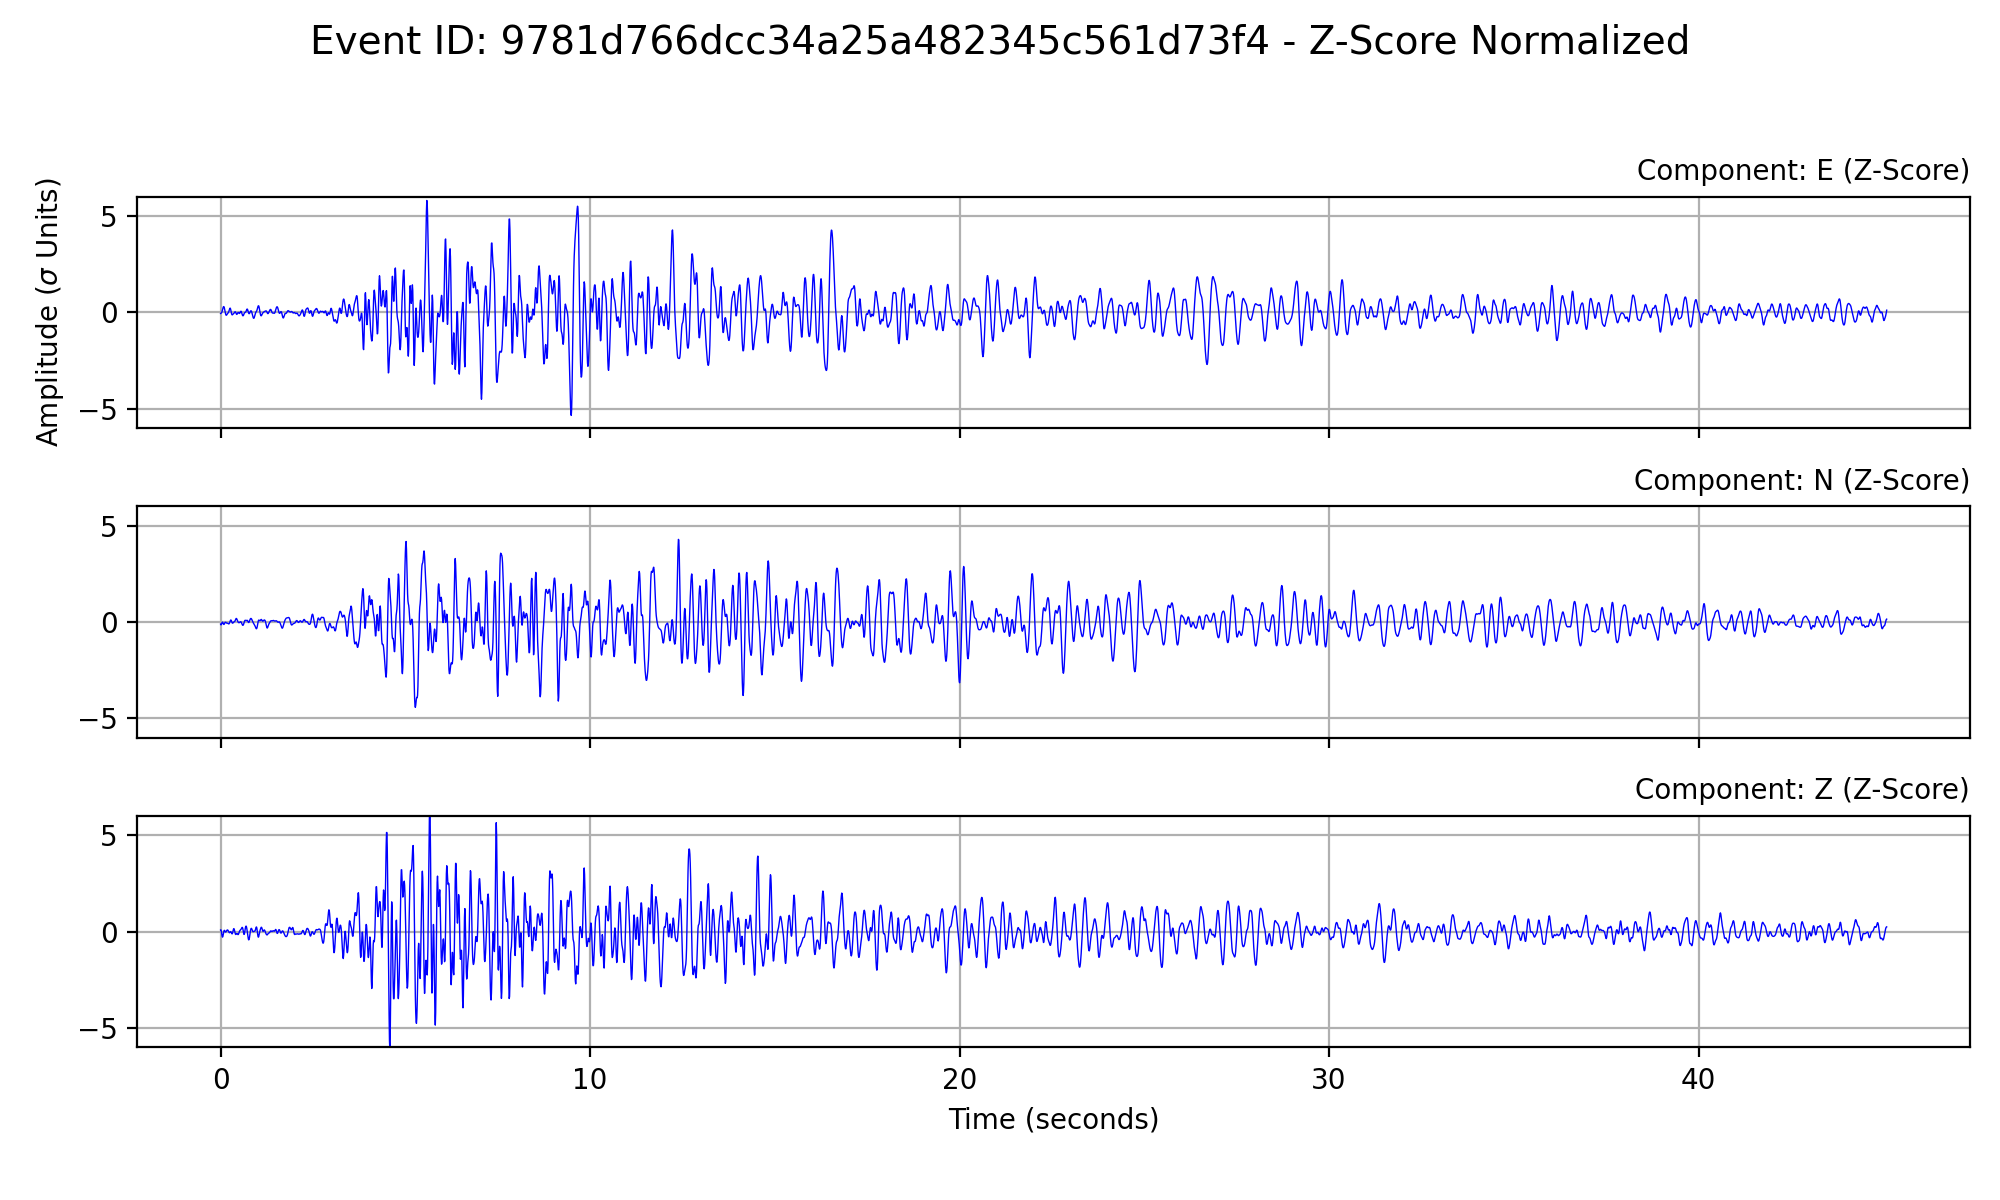 Event ID: 9781d766dcc34a25a482345c561d73f4 - Z-Score Normalized
Component: E (Z-Score)
Amplitude (σ Units)
5
0
−5
Component: N (Z-Score)
5
0
−5
Component: Z (Z-Score)
5
0
−5
0 10 20 30 40
Time (seconds)